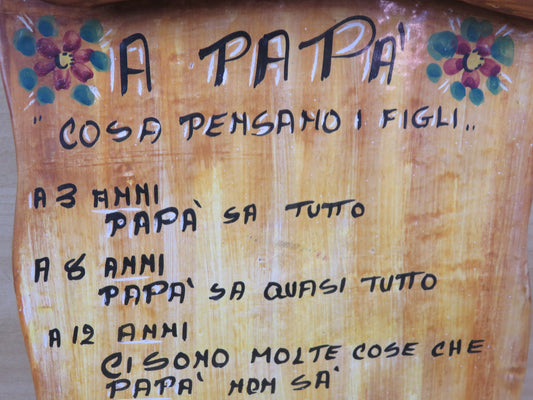 A PAPA'
"COSA PENSANO I FIGLI..
A 3 ANNI
PAPA' SA TUTTO
A 8 ANNI
PAPA' SA QUASI TUTTO
A 12 ANNI
CI SONO MOLTE COSE CHE
PAPA' NON SA'